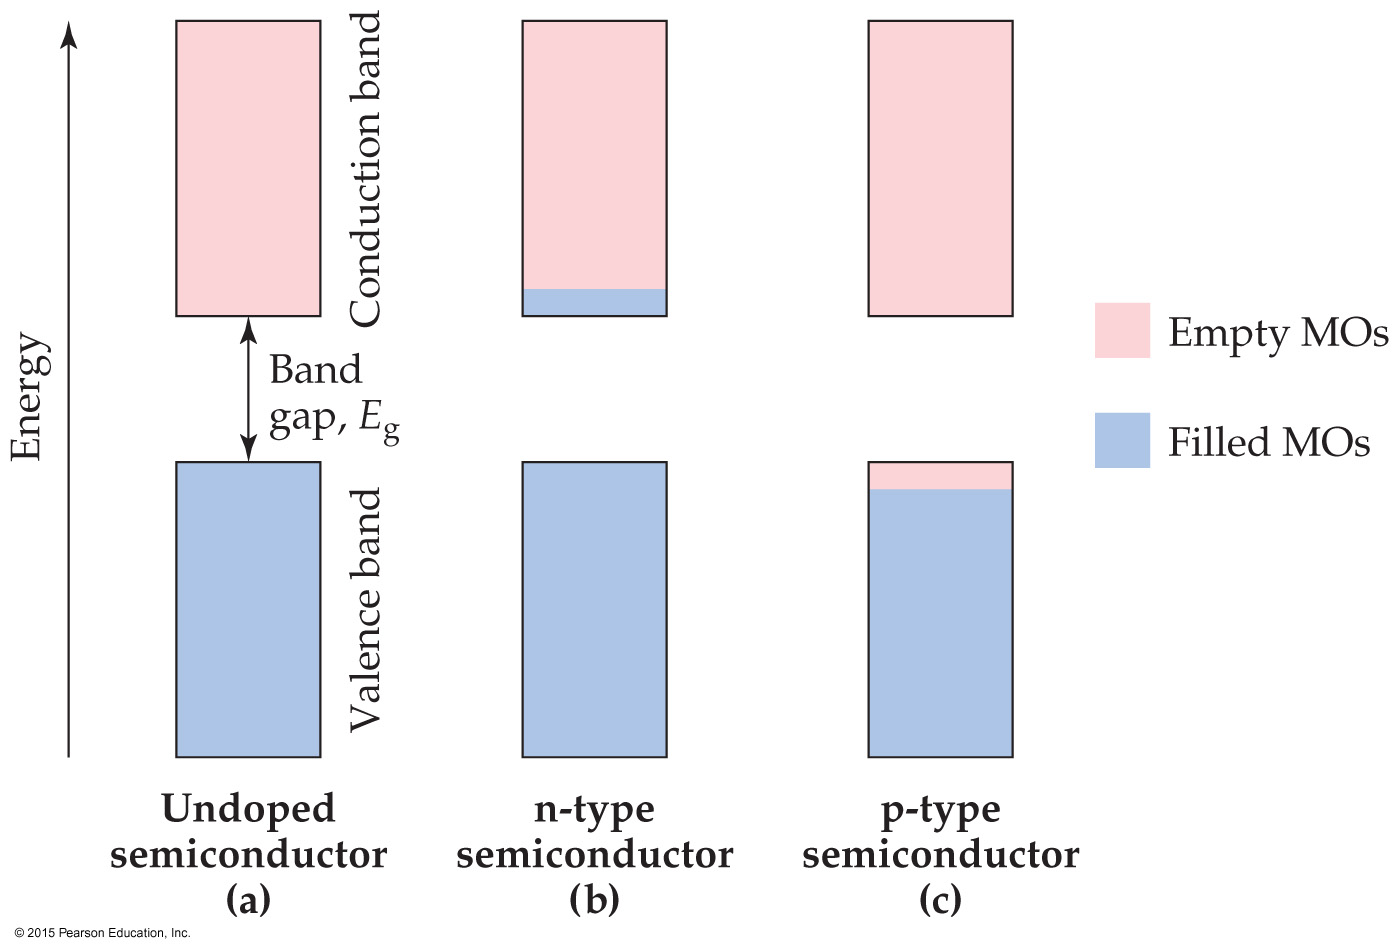 Energy
Conduction band
Band
gap, Eg
Valence band
Empty MOs
Filled MOs
Undoped
semiconductor
(a)
n-type
semiconductor
(b)
p-type
semiconductor
(c)
© 2015 Pearson Education, Inc.